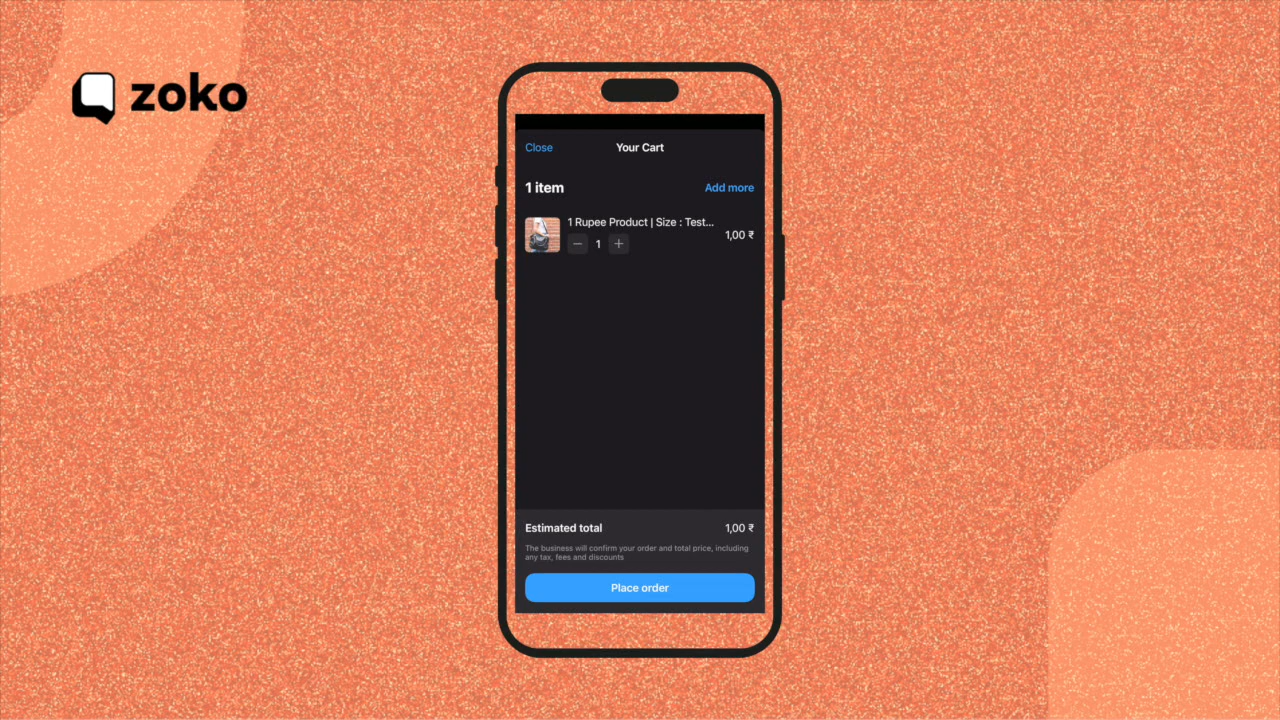 zoko
Close
Your Cart
1 item
Add more
1 Rupee Product | Size : Test...
1,00 ₹
1
Estimated total
1,00 ₹
The business will confirm your order and total price, including
any tax, fees and discounts
Place order